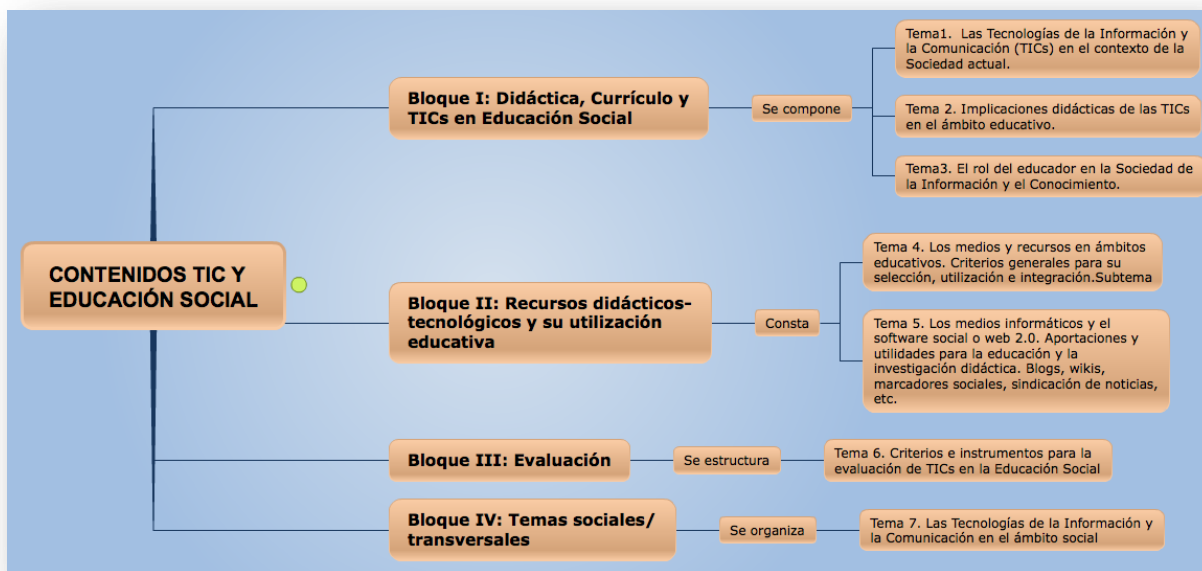 CONTENIDOS TIC Y
EDUCACIÓN SOCIAL
Bloque I: Didáctica, Currículo y
TICs en Educación Social
Se compone
Tema1.  Las Tecnologías de la Información y
la Comunicación (TICs) en el contexto de la
Sociedad actual.
Tema 2. Implicaciones didácticas de las TICs
en el ámbito educativo.
Tema3. El rol del educador en la Sociedad de
la Información y el Conocimiento.
Bloque II: Recursos didácticos-
tecnológicos y su utilización
educativa
Consta
Tema 4. Los medios y recursos en ámbitos
educativos. Criterios generales para su
selección, utilización e integración.Subtema
Tema 5. Los medios informáticos y el
software social o web 2.0. Aportaciones y
utilidades para la educación y la
investigación didáctica. Blogs, wikis,
marcadores sociales, sindicación de noticias,
etc.
Bloque III: Evaluación
Se estructura
Tema 6. Criterios e instrumentos para la
evaluación de TICs en la Educación Social
Bloque IV: Temas sociales/
transversales
Se organiza
Tema 7. Las Tecnologías de la Información y
la Comunicación en el ámbito social